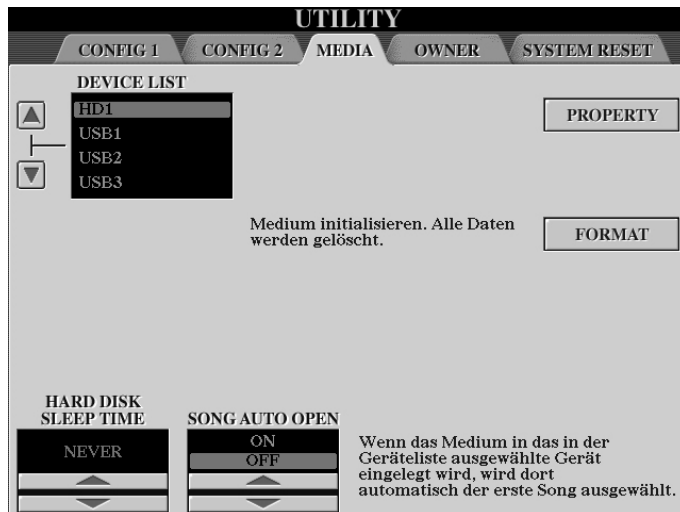 UTILITY
CONFIG 1
CONFIG 2
MEDIA
OWNER
SYSTEM RESET
DEVICE LIST
HD1
USB1
USB2
USB3
PROPERTY
Medium initialisieren. Alle Daten
werden gelöscht.
FORMAT
HARD DISK
SLEEP TIME
NEVER
SONG AUTO OPEN
ON
OFF
Wenn das Medium in das in der
Geräteliste ausgewählte Gerät
eingelegt wird, wird dort
automatisch der erste Song ausgewählt.